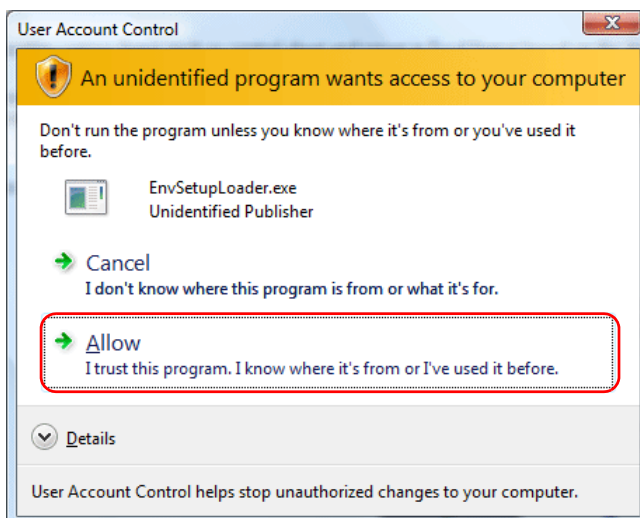 User Account Control
An unidentified program wants access to your computer
Don't run the program unless you know where it's from or you've used it
before.
EnvSetupLoader.exe
Unidentified Publisher
Cancel
I don't know where this program is from or what it's for.
Allow
I trust this program. I know where it's from or I've used it before.
Details
User Account Control helps stop unauthorized changes to your computer.